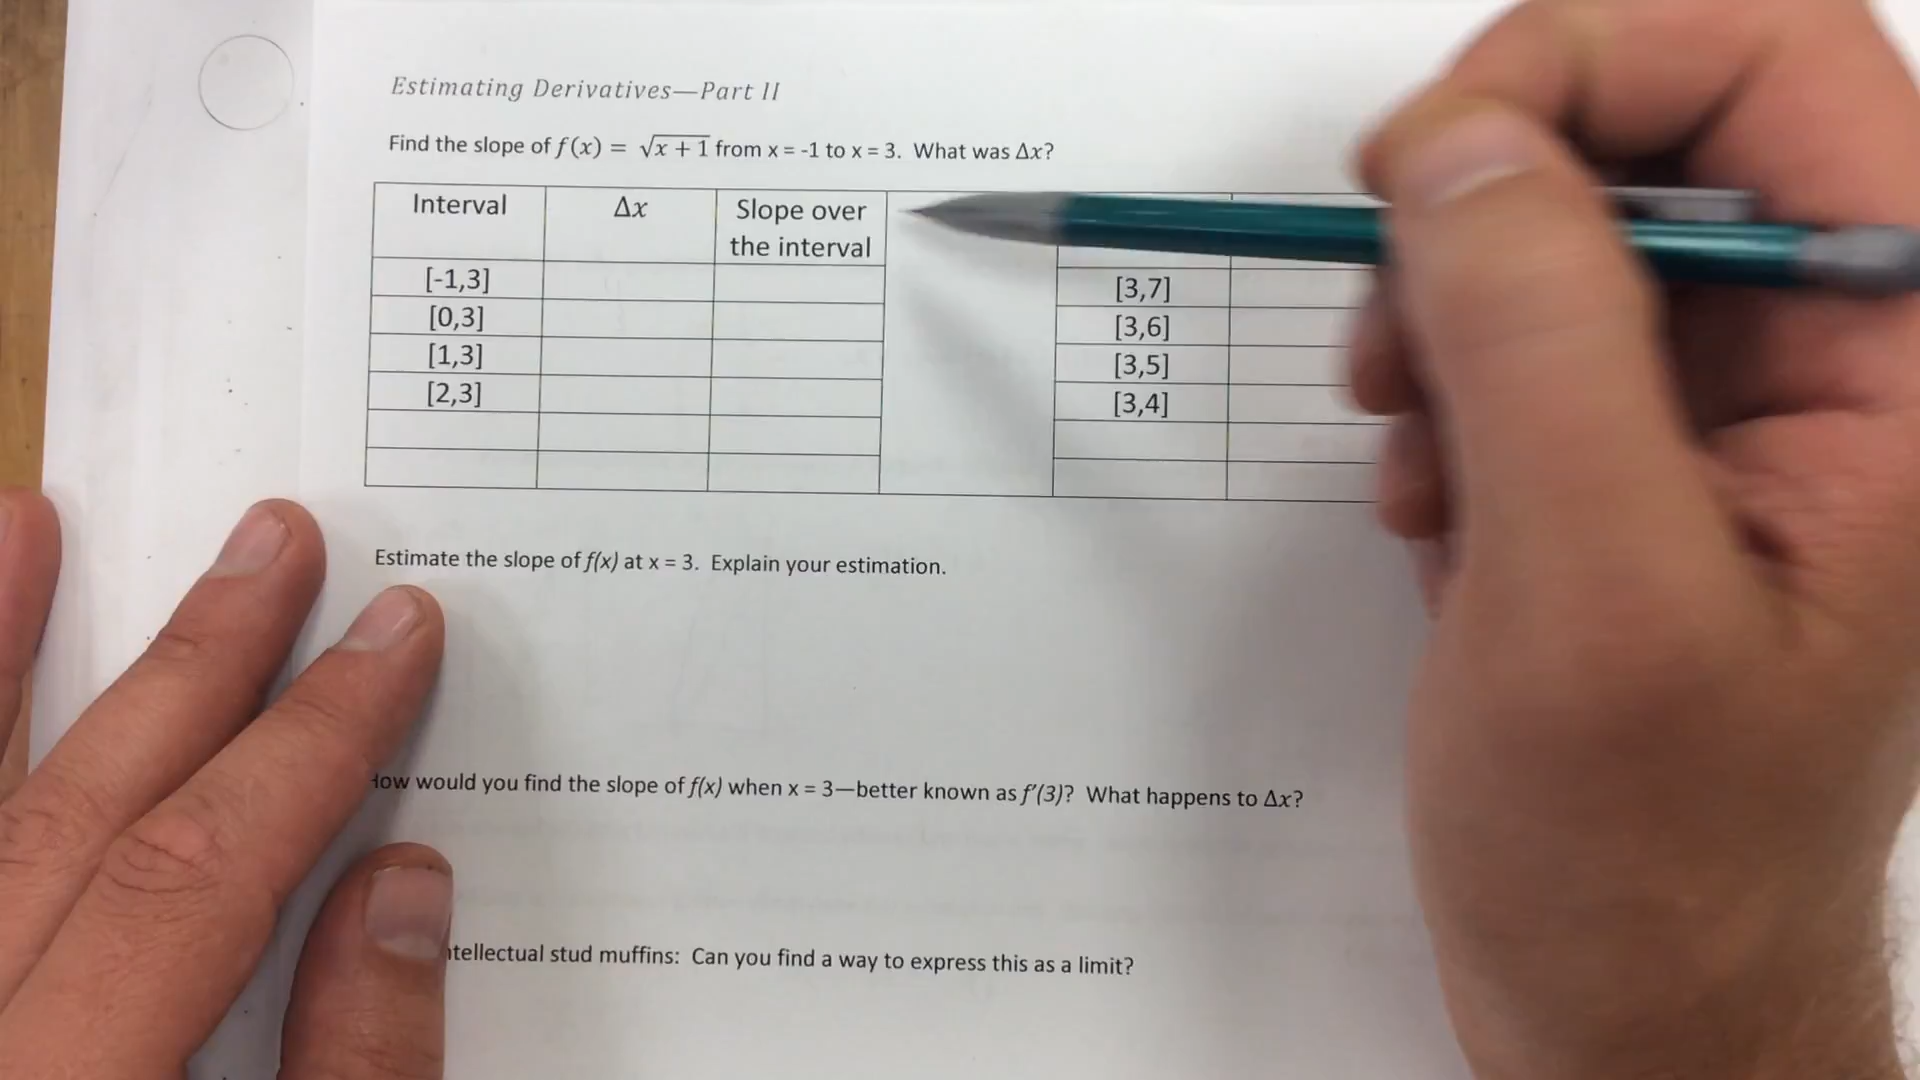 Estimating Derivatives—Part II
Find the slope of f(x) = √x + 1 from x = -1 to x = 3. What was Δx?
Interval Δx Slope over the interval
[-1,3]
[0,3]
[1,3]
[2,3]
[3,7]
[3,6]
[3,5]
[3,4]
Estimate the slope of f(x) at x = 3. Explain your estimation.
How would you find the slope of f(x) when x = 3—better known as f'(3)? What happens to Δx?
ntellectual stud muffins: Can you find a way to express this as a limit?